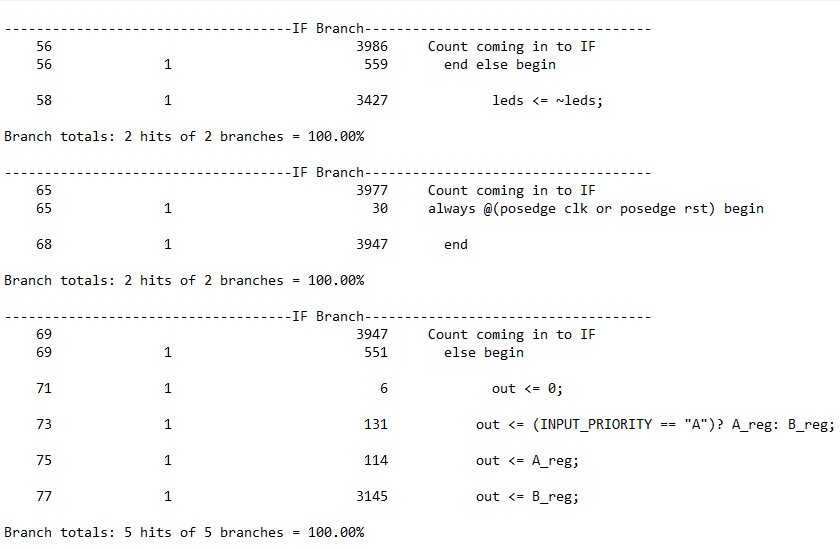 ------------------------------------IF Branch------------------------------------
56 3986 Count coming in to IF
56 1 559 end else begin
58 1 3427 leds <= ~leds;
Branch totals: 2 hits of 2 branches = 100.00%
------------------------------------IF Branch------------------------------------
65 3977 Count coming in to IF
65 1 30 always @(posedge clk or posedge rst) begin
68 1 3947 end
Branch totals: 2 hits of 2 branches = 100.00%
------------------------------------IF Branch------------------------------------
69 3947 Count coming in to IF
69 1 551 else begin
71 1 6 out <= 0;
73 1 131 out <= (INPUT_PRIORITY == "A")? A_reg: B_reg;
75 1 114 out <= A_reg;
77 1 3145 out <= B_reg;
Branch totals: 5 hits of 5 branches = 100.00%